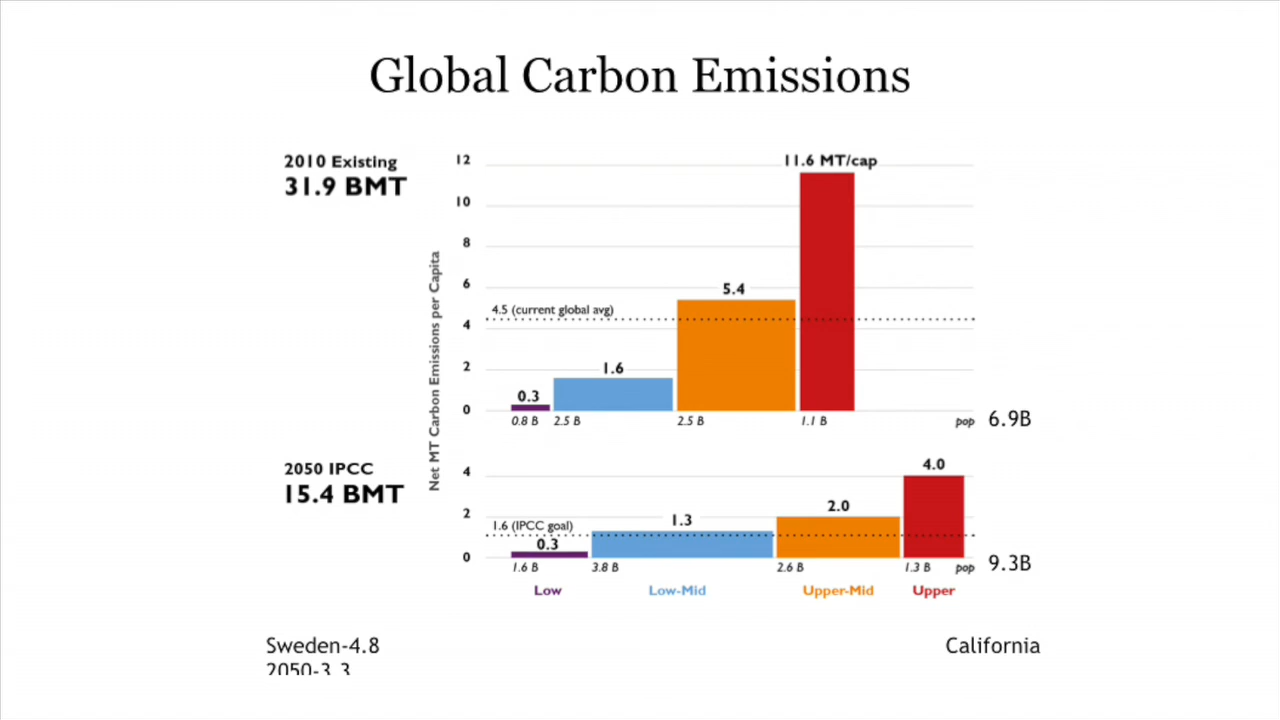 Global Carbon Emissions
2010 Existing
31.9 BMT
Net MT Carbon Emissions per Capita
12
10
8
6
4
2
0
11.6 MT/cap
5.4
4.5 (current global avg)
1.6
0.3
0.8 B 2.5 B 2.5 B 1.1 B pop 6.9B
2050 IPCC
15.4 BMT
4
2
0
4.0
2.0
1.3
1.6 (IPCC goal)
0.3
1.6 B 3.8 B 2.6 B 1.3 B pop 9.3B
Low Low-Mid Upper-Mid Upper
Sweden-4.8 California
2050-3.3